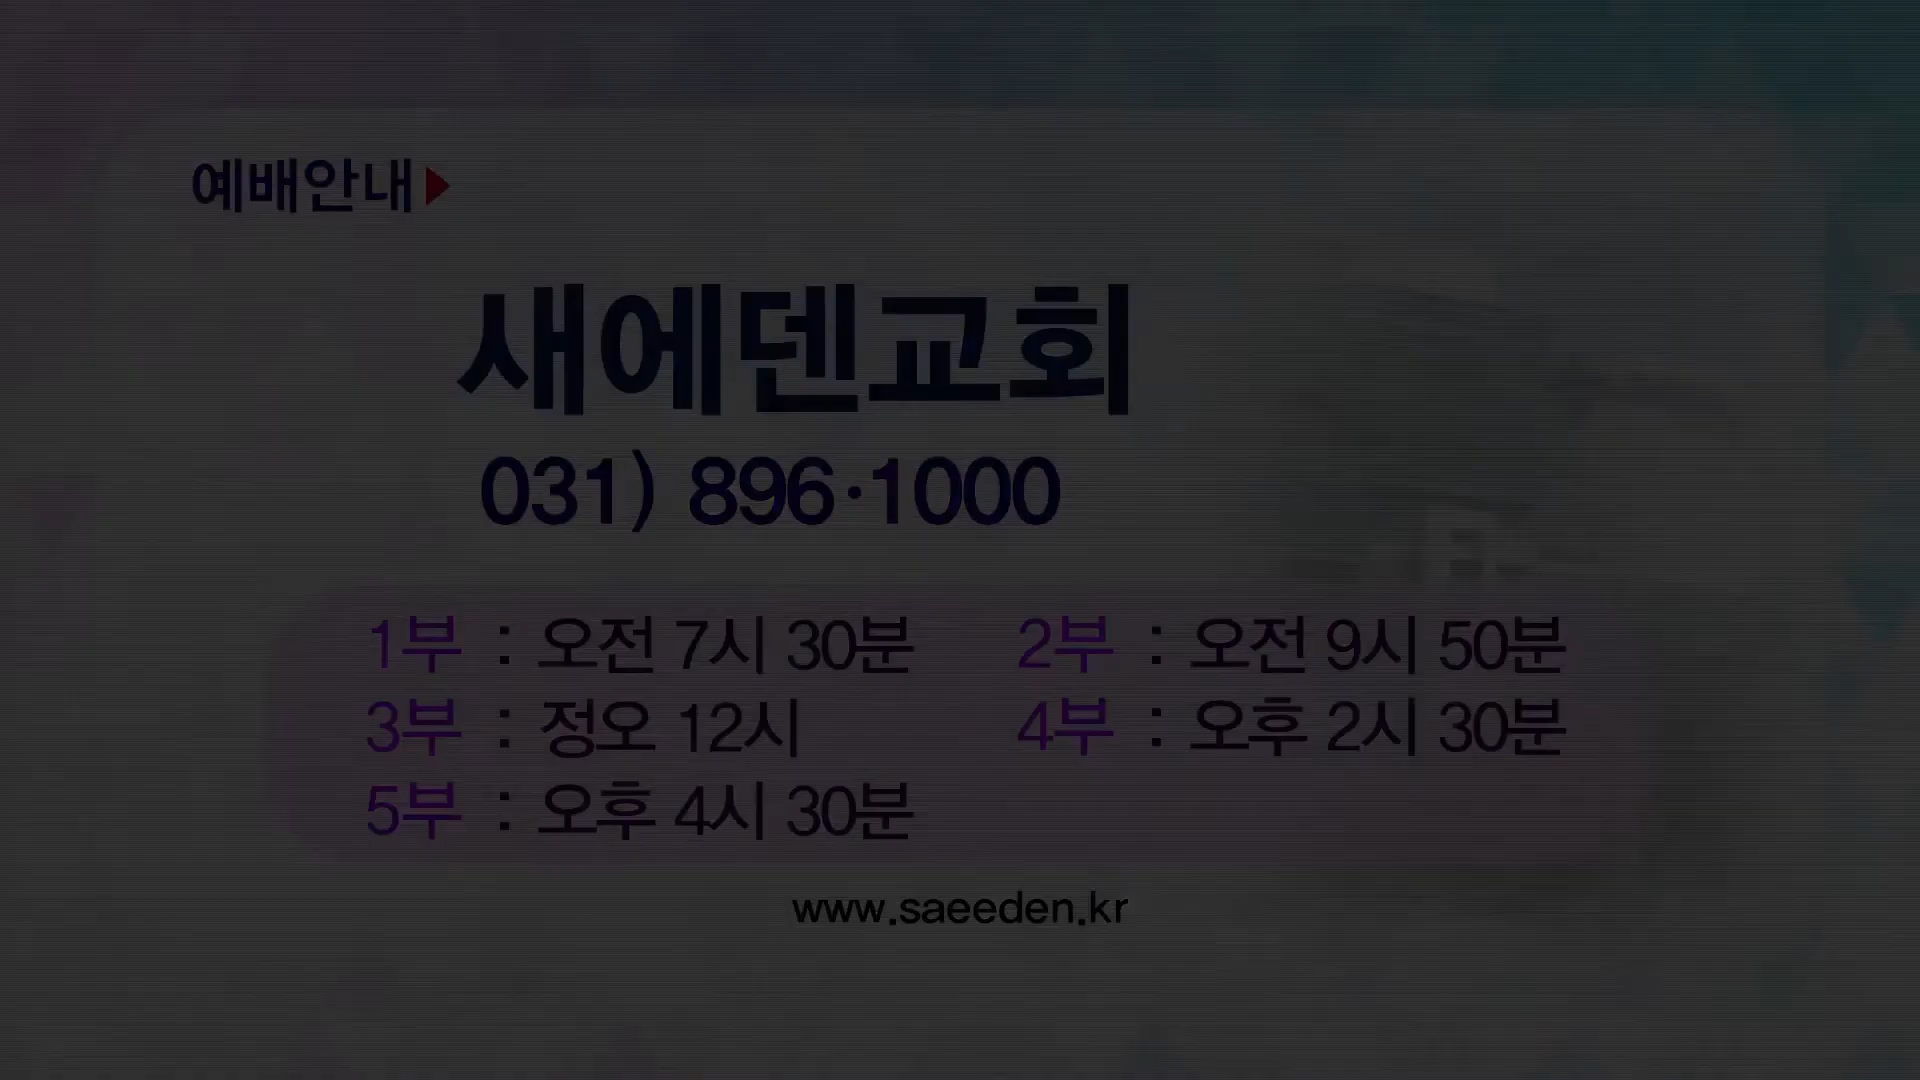 예배안내
새에덴교회
031) 896·1000
1부 : 오전 7시 30분 2부 : 오전 9시 50분
3부 : 정오 12시 4부 : 오후 2시 30분
5부 : 오후 4시 30분
www.saeeden.kr